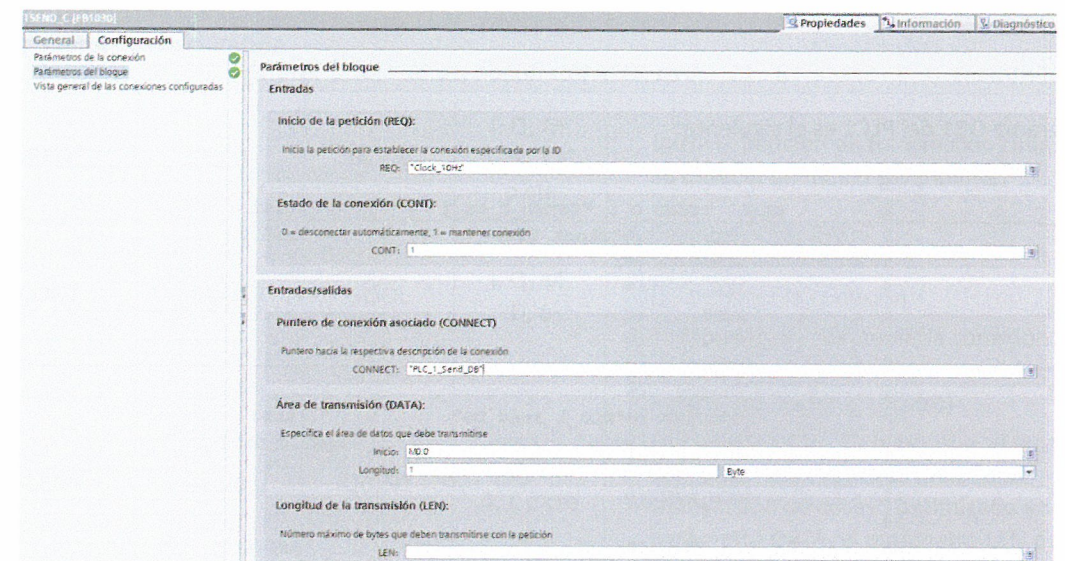 TSEND_C [FB1030]
Propiedades Información Diagnóstico
General Configuración
Parámetros de la conexión
Parámetros del bloque
Vista general de las conexiones configuradas
Parámetros del bloque
Entradas
Inicio de la petición (REQ):
Inicia la petición para establecer la conexión especificada por la ID
REQ: "Clock_10Hz"
Estado de la conexión (CONT):
0 = desconectar automáticamente, 1 = mantener conexión
CONT: 1
Entradas/salidas
Puntero de conexión asociado (CONNECT)
Puntero hacia la respectiva descripción de la conexión
CONNECT: "PLC_1_Send_DB"
Área de transmisión (DATA):
Especifica el área de datos que debe transmitirse
Inicio: M0.0
Longitud: 1 Byte
Longitud de la transmisión (LEN):
Número máximo de bytes que deben transmitirse con la petición
LEN: